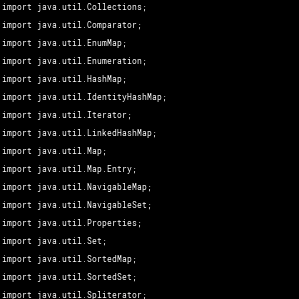 import java.util.Collections;
import java.util.Comparator;
import java.util.EnumMap;
import java.util.Enumeration;
import java.util.HashMap;
import java.util.IdentityHashMap;
import java.util.Iterator;
import java.util.LinkedHashMap;
import java.util.Map;
import java.util.Map.Entry;
import java.util.NavigableMap;
import java.util.NavigableSet;
import java.util.Properties;
import java.util.Set;
import java.util.SortedMap;
import java.util.SortedSet;
import java.util.Spliterator;